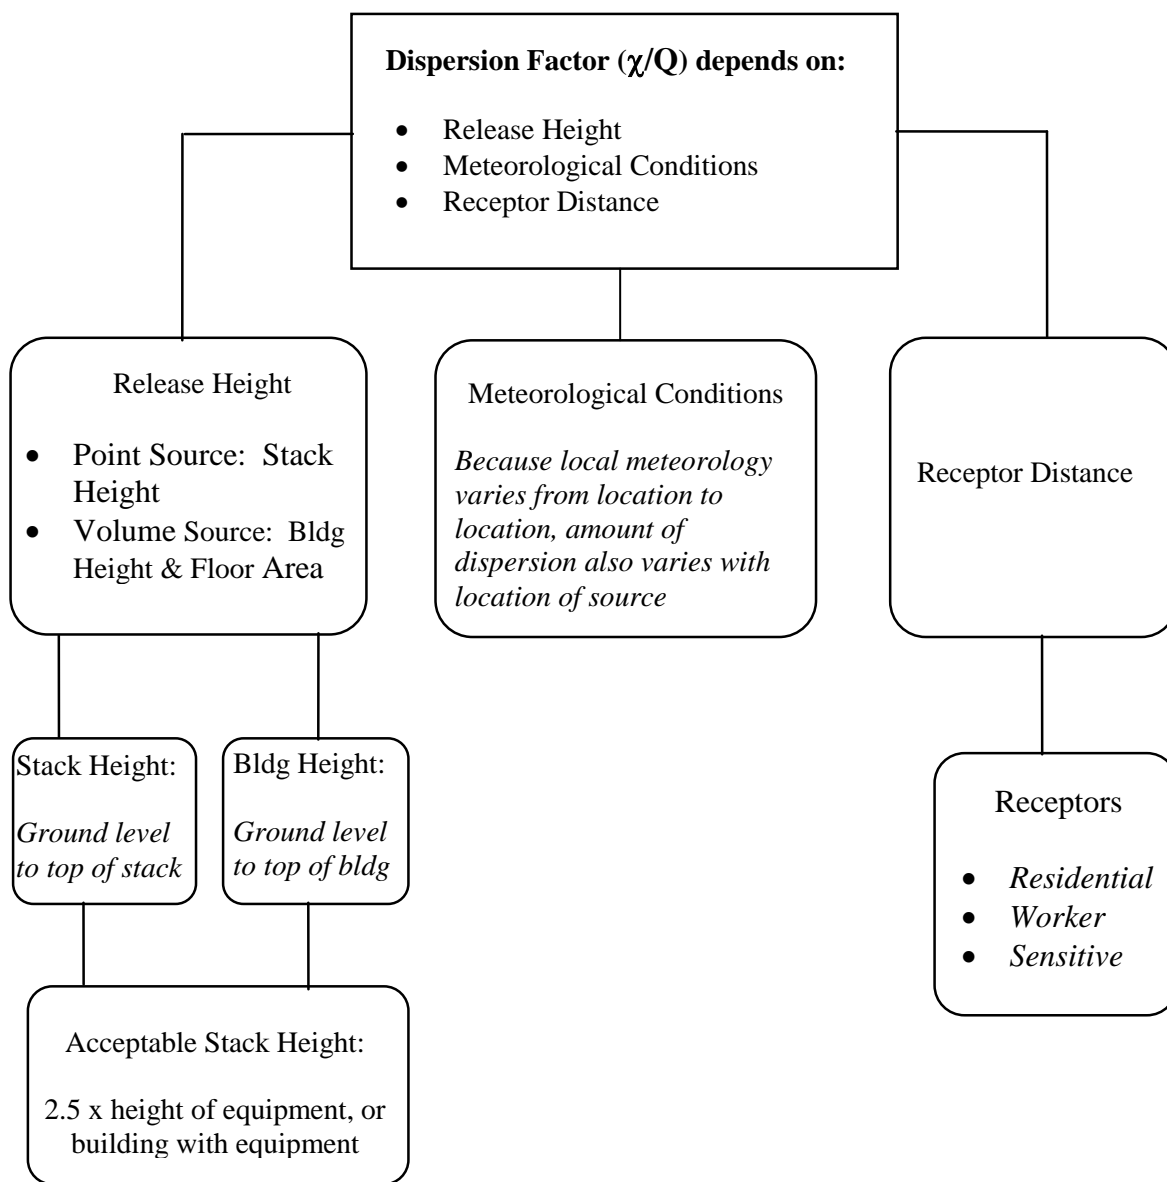 Dispersion Factor (χ/Q) depends on:
• Release Height
• Meteorological Conditions
• Receptor Distance
Release Height
• Point Source: Stack
Height
• Volume Source: Bldg
Height & Floor Area
Meteorological Conditions
Because local meteorology
varies from location to
location, amount of
dispersion also varies with
location of source
Receptor Distance
Stack Height:
Ground level
to top of stack
Bldg Height:
Ground level
to top of bldg
Receptors
• Residential
• Worker
• Sensitive
Acceptable Stack Height:
2.5 x height of equipment, or
building with equipment